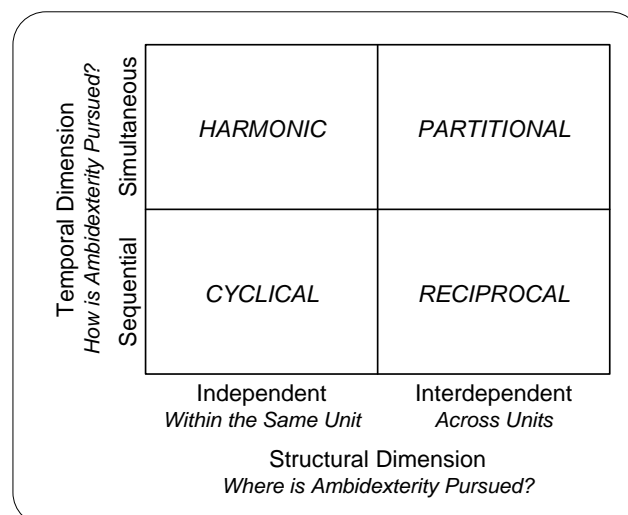 Temporal Dimension
How is Ambidexterity Pursued?
Simultaneous
HARMONIC
PARTITIONAL
Sequential
CYCLICAL
RECIPROCAL
Independent
Within the Same Unit
Interdependent
Across Units
Structural Dimension
Where is Ambidexterity Pursued?